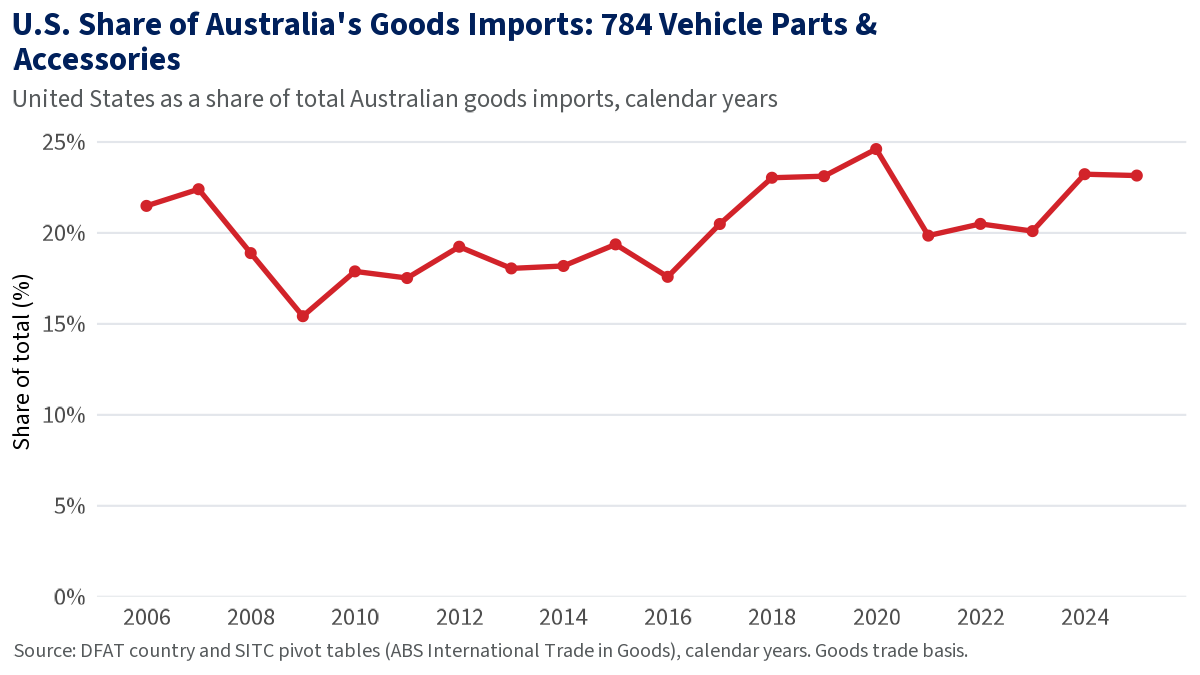 U.S. Share of Australia's Goods Imports: 784 Vehicle Parts &
Accessories
United States as a share of total Australian goods imports, calendar years
Share of total (%)
25%
20%
15%
10%
5%
0%
2006 2008 2010 2012 2014 2016 2018 2020 2022 2024
Source: DFAT country and SITC pivot tables (ABS International Trade in Goods), calendar years. Goods trade basis.